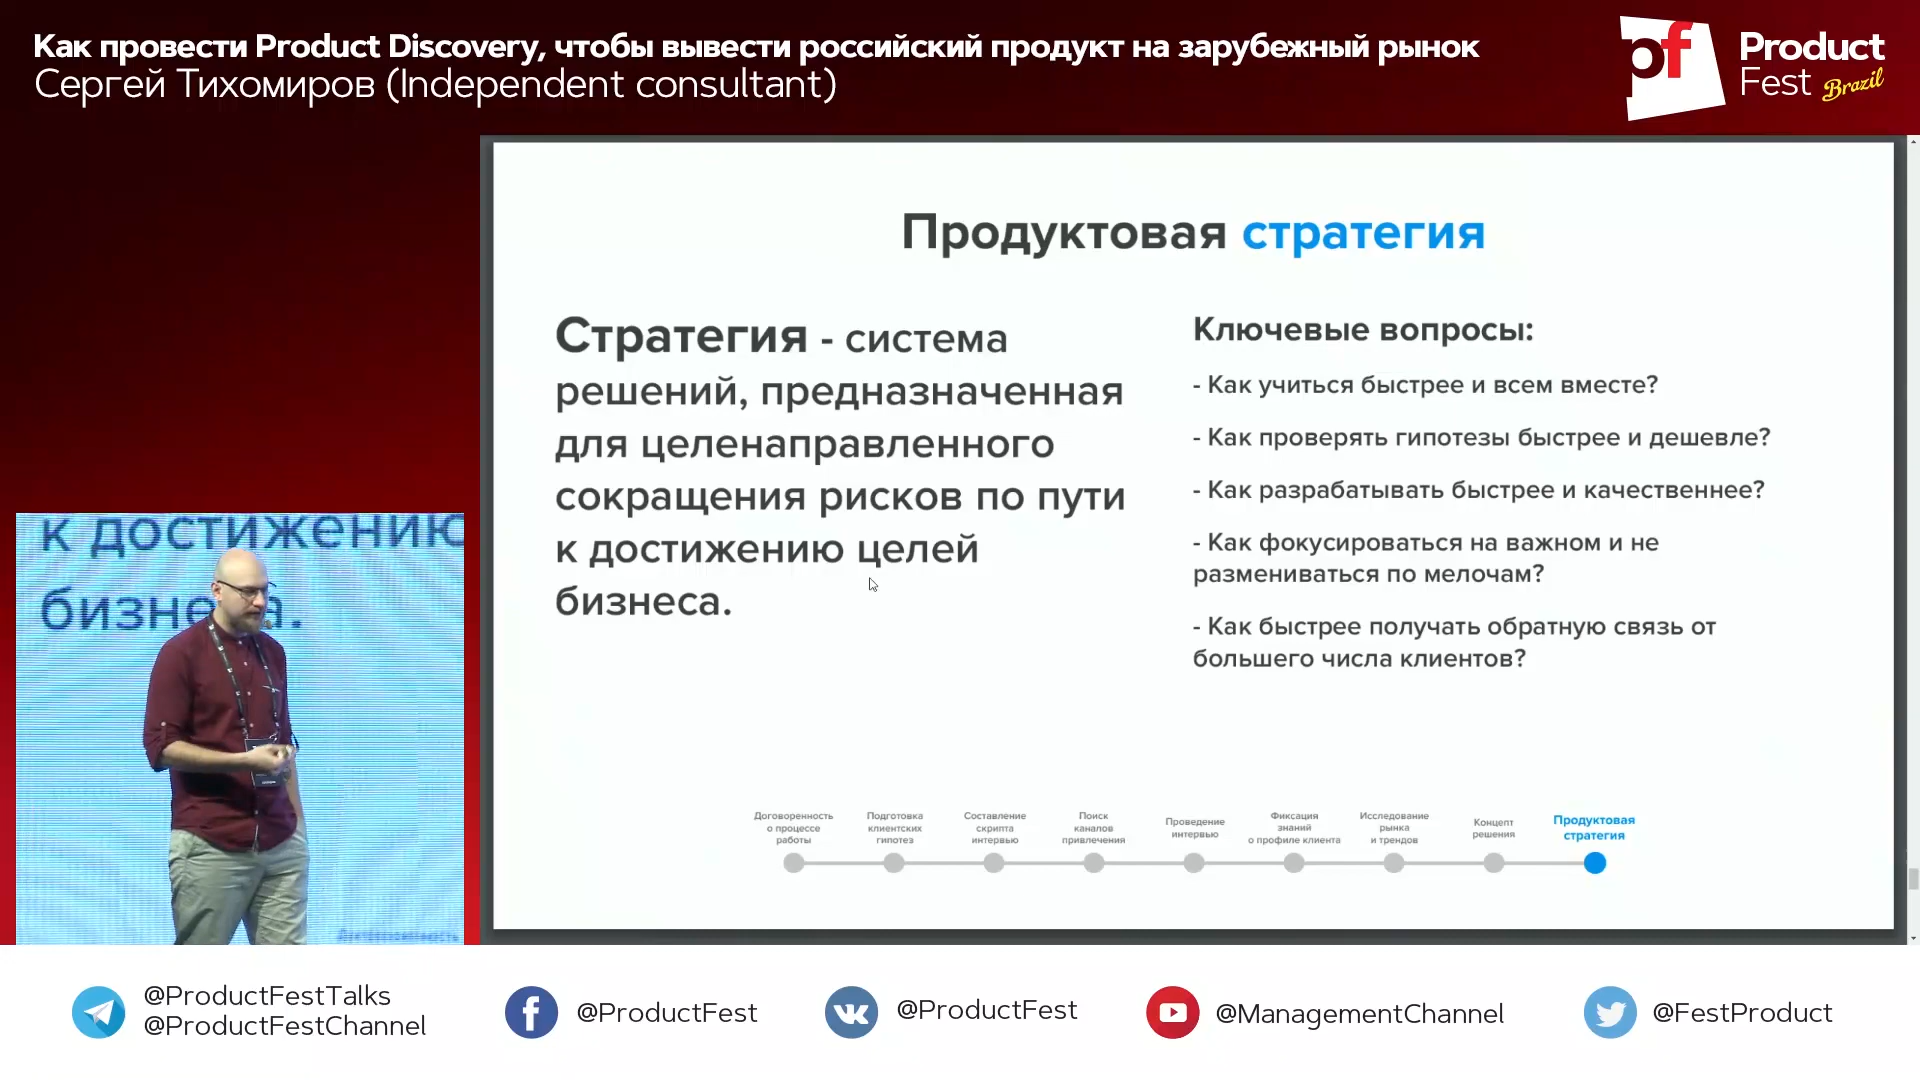 Как провести Product Discovery, чтобы вывести российский продукт на зарубежный рынок
Сергей Тихомиров (Independent consultant)
pf
Product
Fest Brazil
Продуктовая стратегия
Стратегия - система
решений, предназначенная
для целенаправленного
сокращения рисков по пути
к достижению целей
бизнеса.
Ключевые вопросы:
- Как учиться быстрее и всем вместе?
- Как проверять гипотезы быстрее и дешевле?
- Как разрабатывать быстрее и качественнее?
- Как фокусироваться на важном и не
размениваться по мелочам?
- Как быстрее получать обратную связь от
большего числа клиентов?
Договоренность
о процессе
работы
Подготовка
клиентских
гипотез
Составление
скрипта
интервью
Поиск
каналов
привлечения
Проведение
интервью
Фиксация
знаний
о профиле клиента
Исследование
рынка
и трендов
Концепт
решения
Продуктовая
стратегия
к достижению
бизнеса.
@ProductFestTalks
@ProductFestChannel
@ProductFest
@ProductFest
@ManagementChannel
@FestProduct